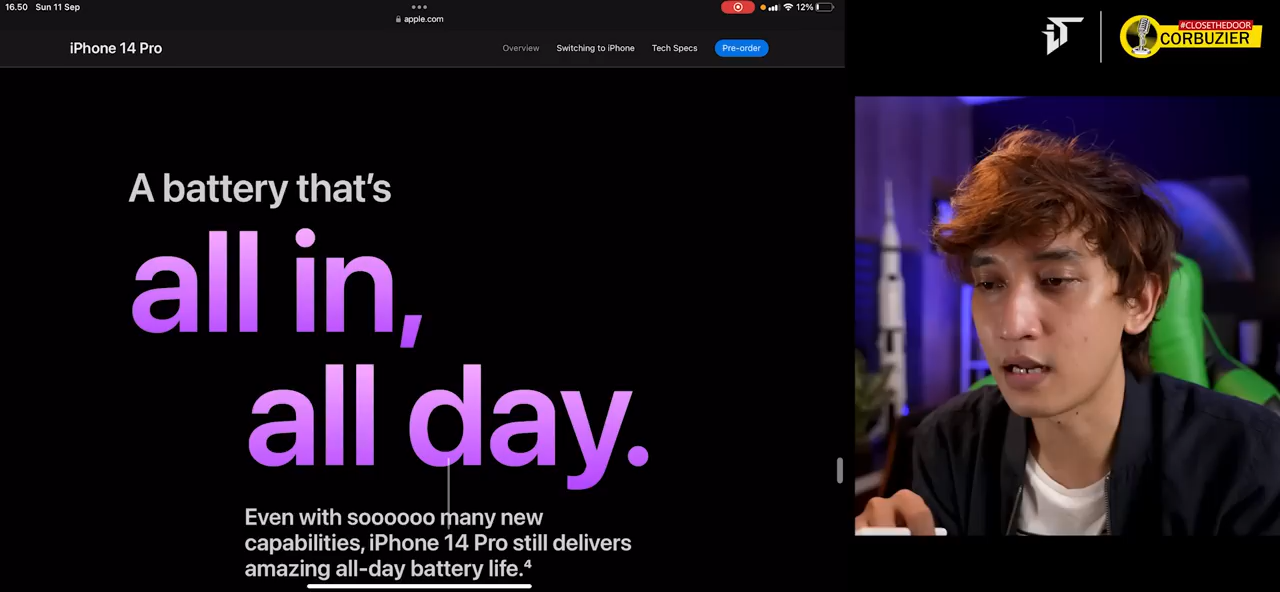 16.50 Sun 11 Sep
12%
apple.com
iPhone 14 Pro
Overview
Switching to iPhone
Tech Specs
Pre-order
#CLOSETHEDOOR
CORBUZIER
A battery that's
all in,
all day.
Even with soooooo many new
capabilities, iPhone 14 Pro still delivers
amazing all-day battery life.⁴